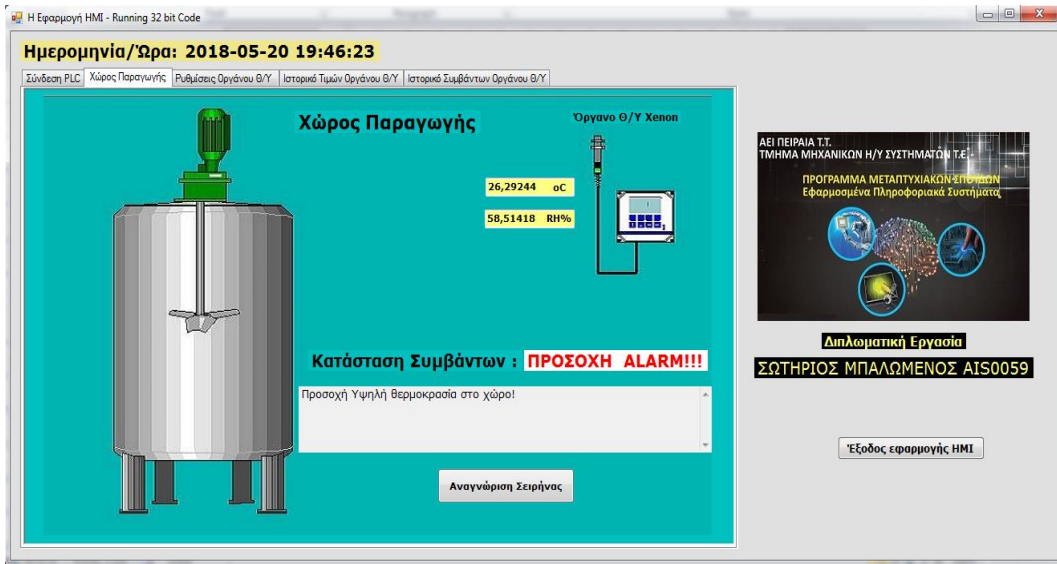 Η Εφαρμογή HMI - Running 32 bit Code
Ημερομηνία/Ώρα: 2018-05-20 19:46:23
Σύνδεση PLC
Χώρος Παραγωγής
Ρυθμίσεις Οργάνου Θ/Υ
Ιστορικό Τιμών Οργάνου Θ/Υ
Ιστορικό Συμβάντων Οργάνου Θ/Υ
Χώρος Παραγωγής
Όργανο Θ/Υ Xenon
26,29244 oC
58,51418 RH%
Κατάσταση Συμβάντων : ΠΡΟΣΟΧΗ ALARM!!!
Προσοχή Υψηλή θερμοκρασία στο χώρο!
Αναγνώριση Σειρήνας
ΑΕΙ ΠΕΙΡΑΙΑ Τ.Τ.
ΤΜΗΜΑ ΜΗΧΑΝΙΚΩΝ Η/Υ ΣΥΣΤΗΜΑΤΩΝ Τ.Ε.
ΠΡΟΓΡΑΜΜΑ ΜΕΤΑΠΤΥΧΙΑΚΩΝ ΣΠΟΥΔΩΝ
Εφαρμοσμένα Πληροφοριακά Συστήματα
Διπλωματική Εργασία
ΣΩΤΗΡΙΟΣ ΜΠΑΛΩΜΕΝΟΣ AIS0059
Έξοδος εφαρμογής HMI